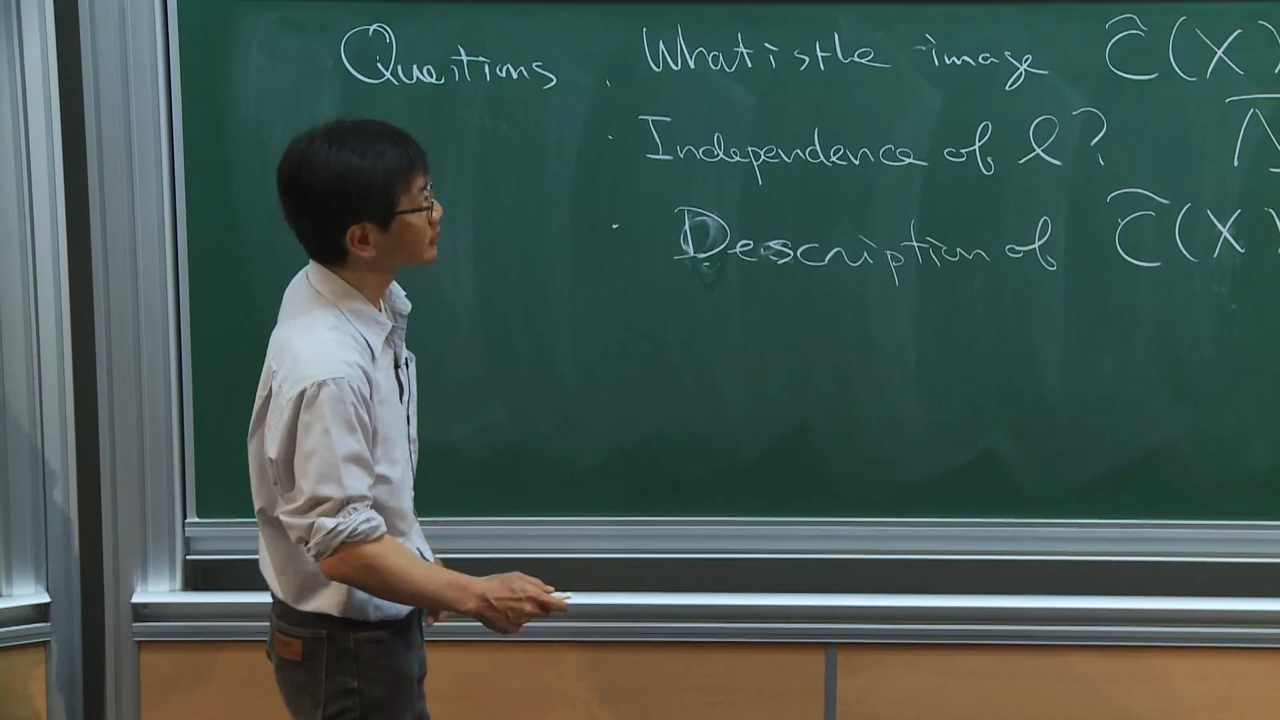 Questions . What is the image C̃(X)
· Independence of l?
· Description of C̃(X)